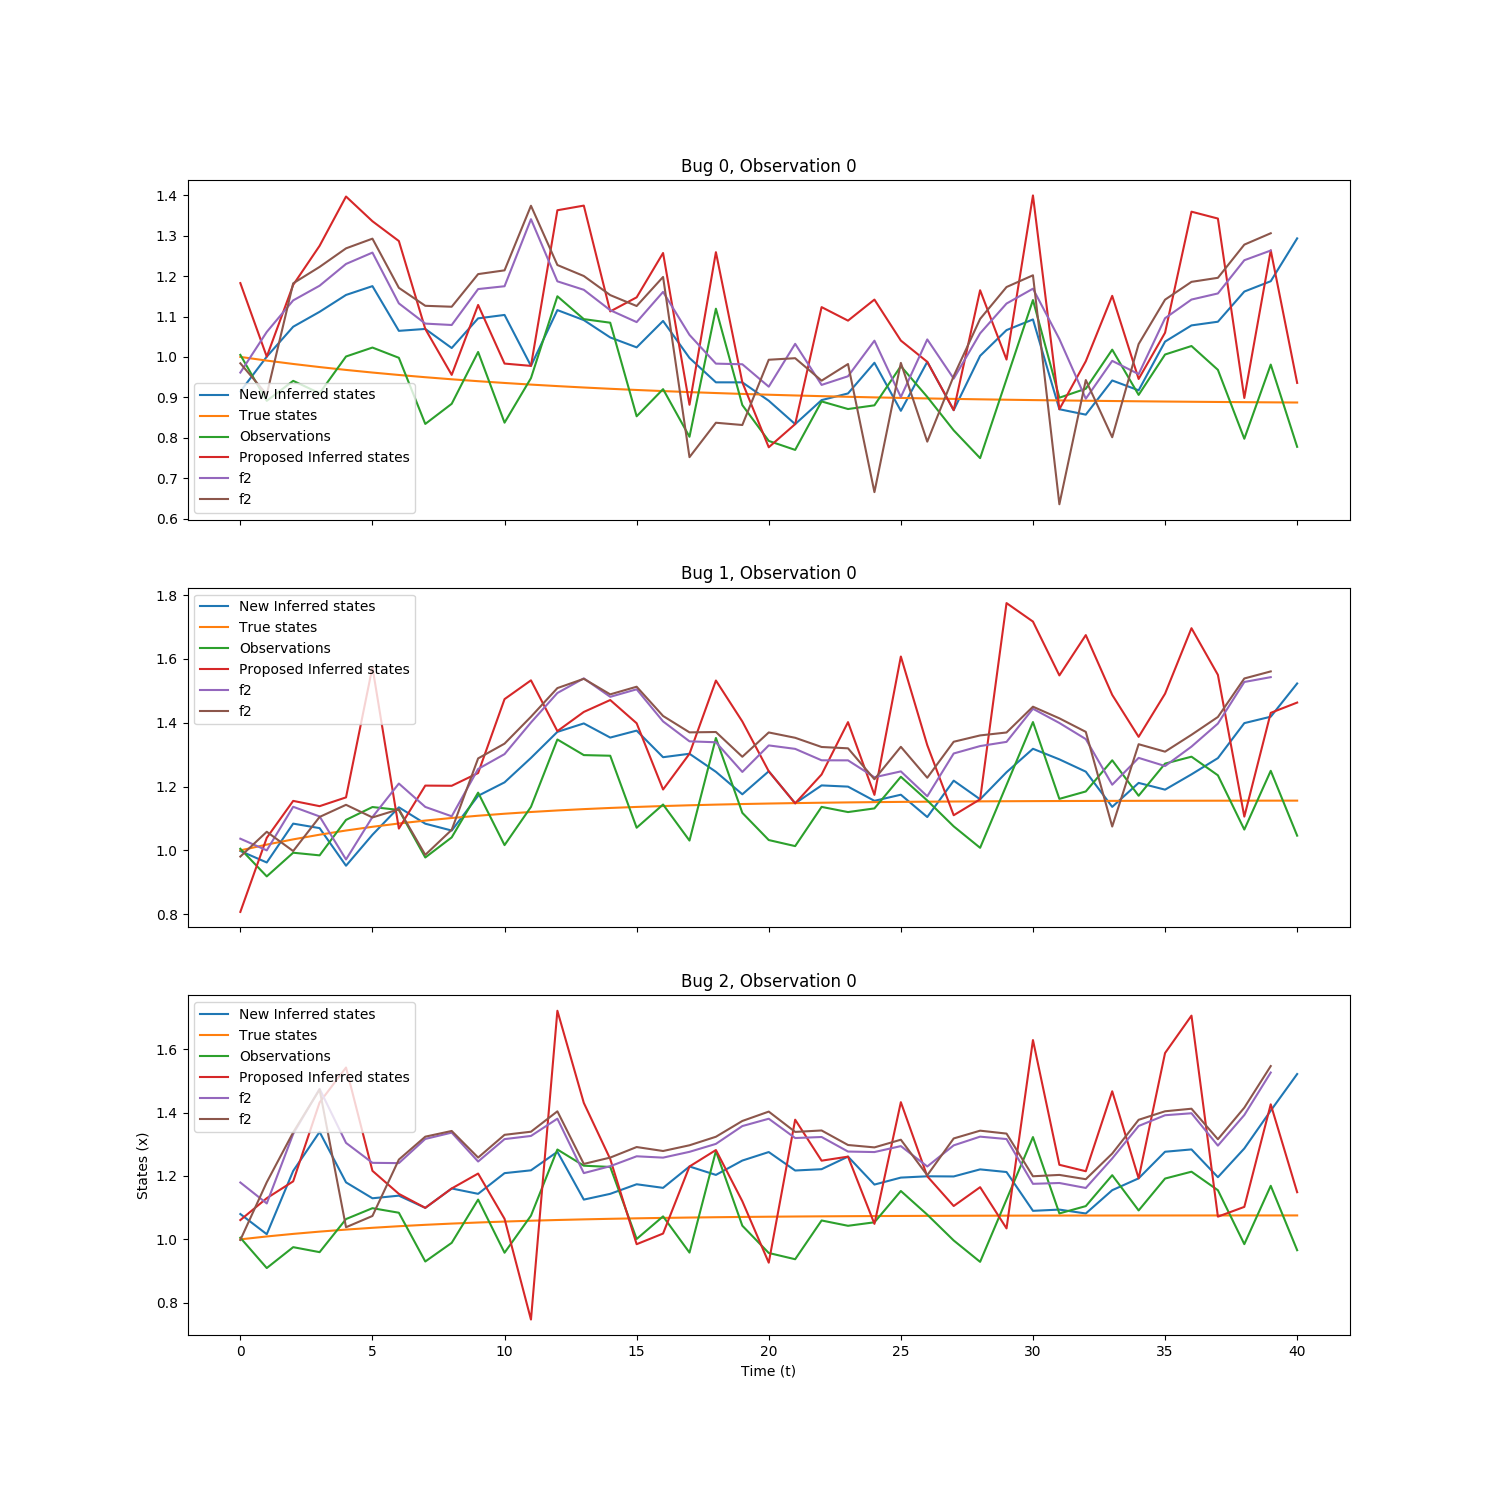 Bug 0, Observation 0
1.4
1.3
1.2
1.1
1.0
0.9
0.8
0.7
0.6
New Inferred states
True states
Observations
Proposed Inferred states
f2
f2
Bug 1, Observation 0
1.8
1.6
1.4
1.2
1.0
0.8
New Inferred states
True states
Observations
Proposed Inferred states
f2
f2
Bug 2, Observation 0
States (x)
1.6
1.4
1.2
1.0
0.8
New Inferred states
True states
Observations
Proposed Inferred states
f2
f2
0 5 10 15 20 25 30 35 40
Time (t)